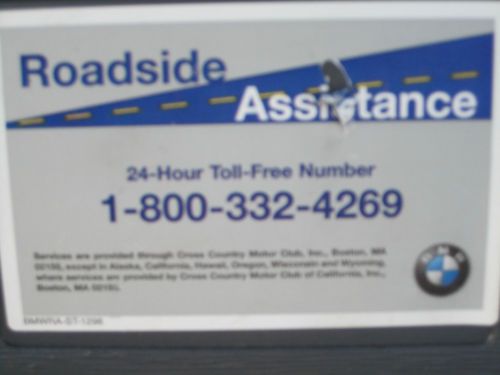 Roadside
Assistance
24-Hour Toll-Free Number
1-800-332-4269
Services are provided through Cross Country Motor Club, Inc., Boston, MA
02155, except in Alaska, California, Hawaii, Oregon, Wisconsin and Wyoming,
where services are provided by Cross Country Motor Club of California, Inc.,
Boston, MA 02155.
BMW